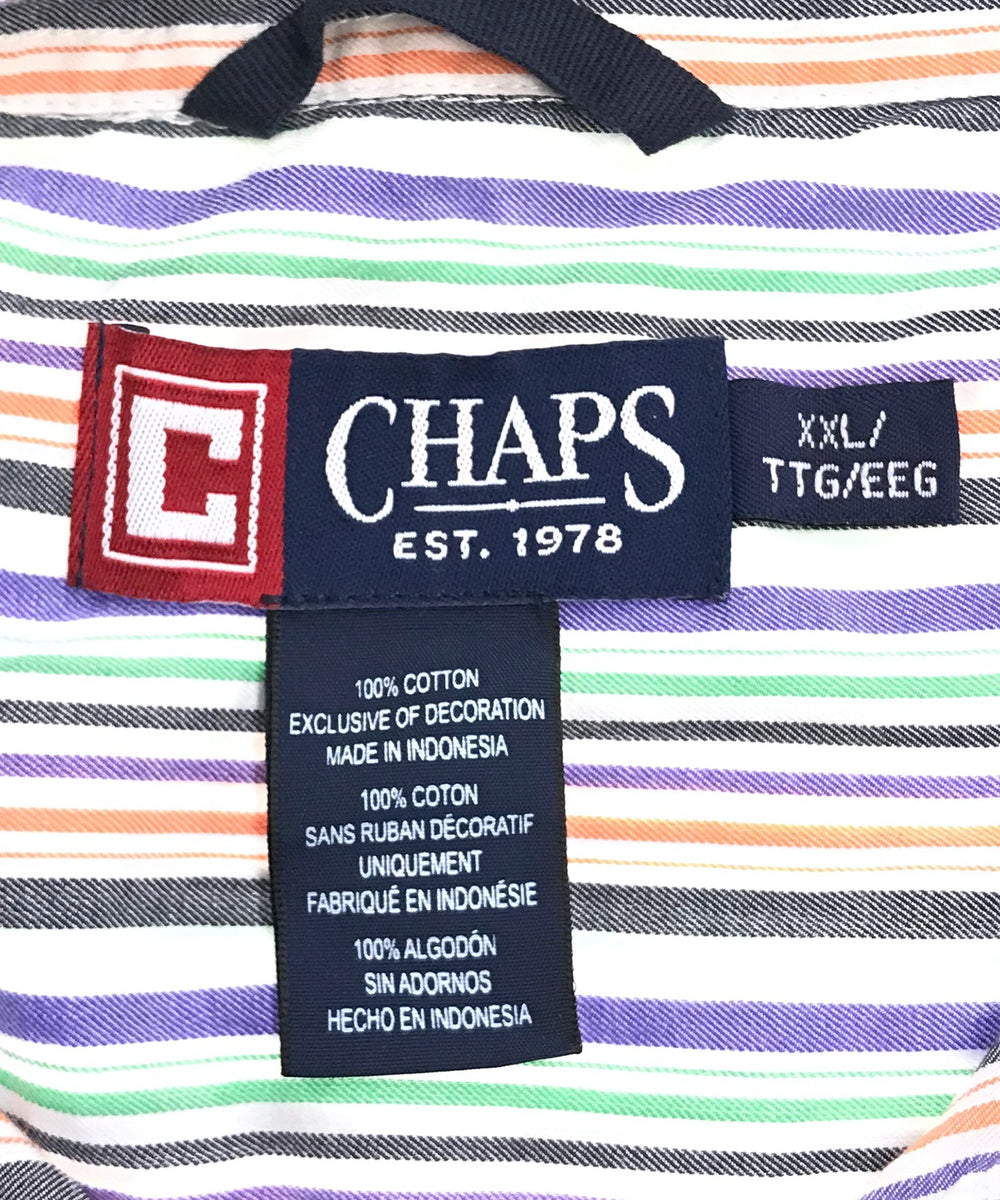 C
CHAPS
EST. 1978
XXL/
TTG/EEG
100% COTTON
EXCLUSIVE OF DECORATION
MADE IN INDONESIA
100% COTON
SANS RUBAN DÉCORATIF
UNIQUEMENT
FABRIQUÉ EN INDONÉSIE
100% ALGODÓN
SIN ADORNOS
HECHO EN INDONESIA